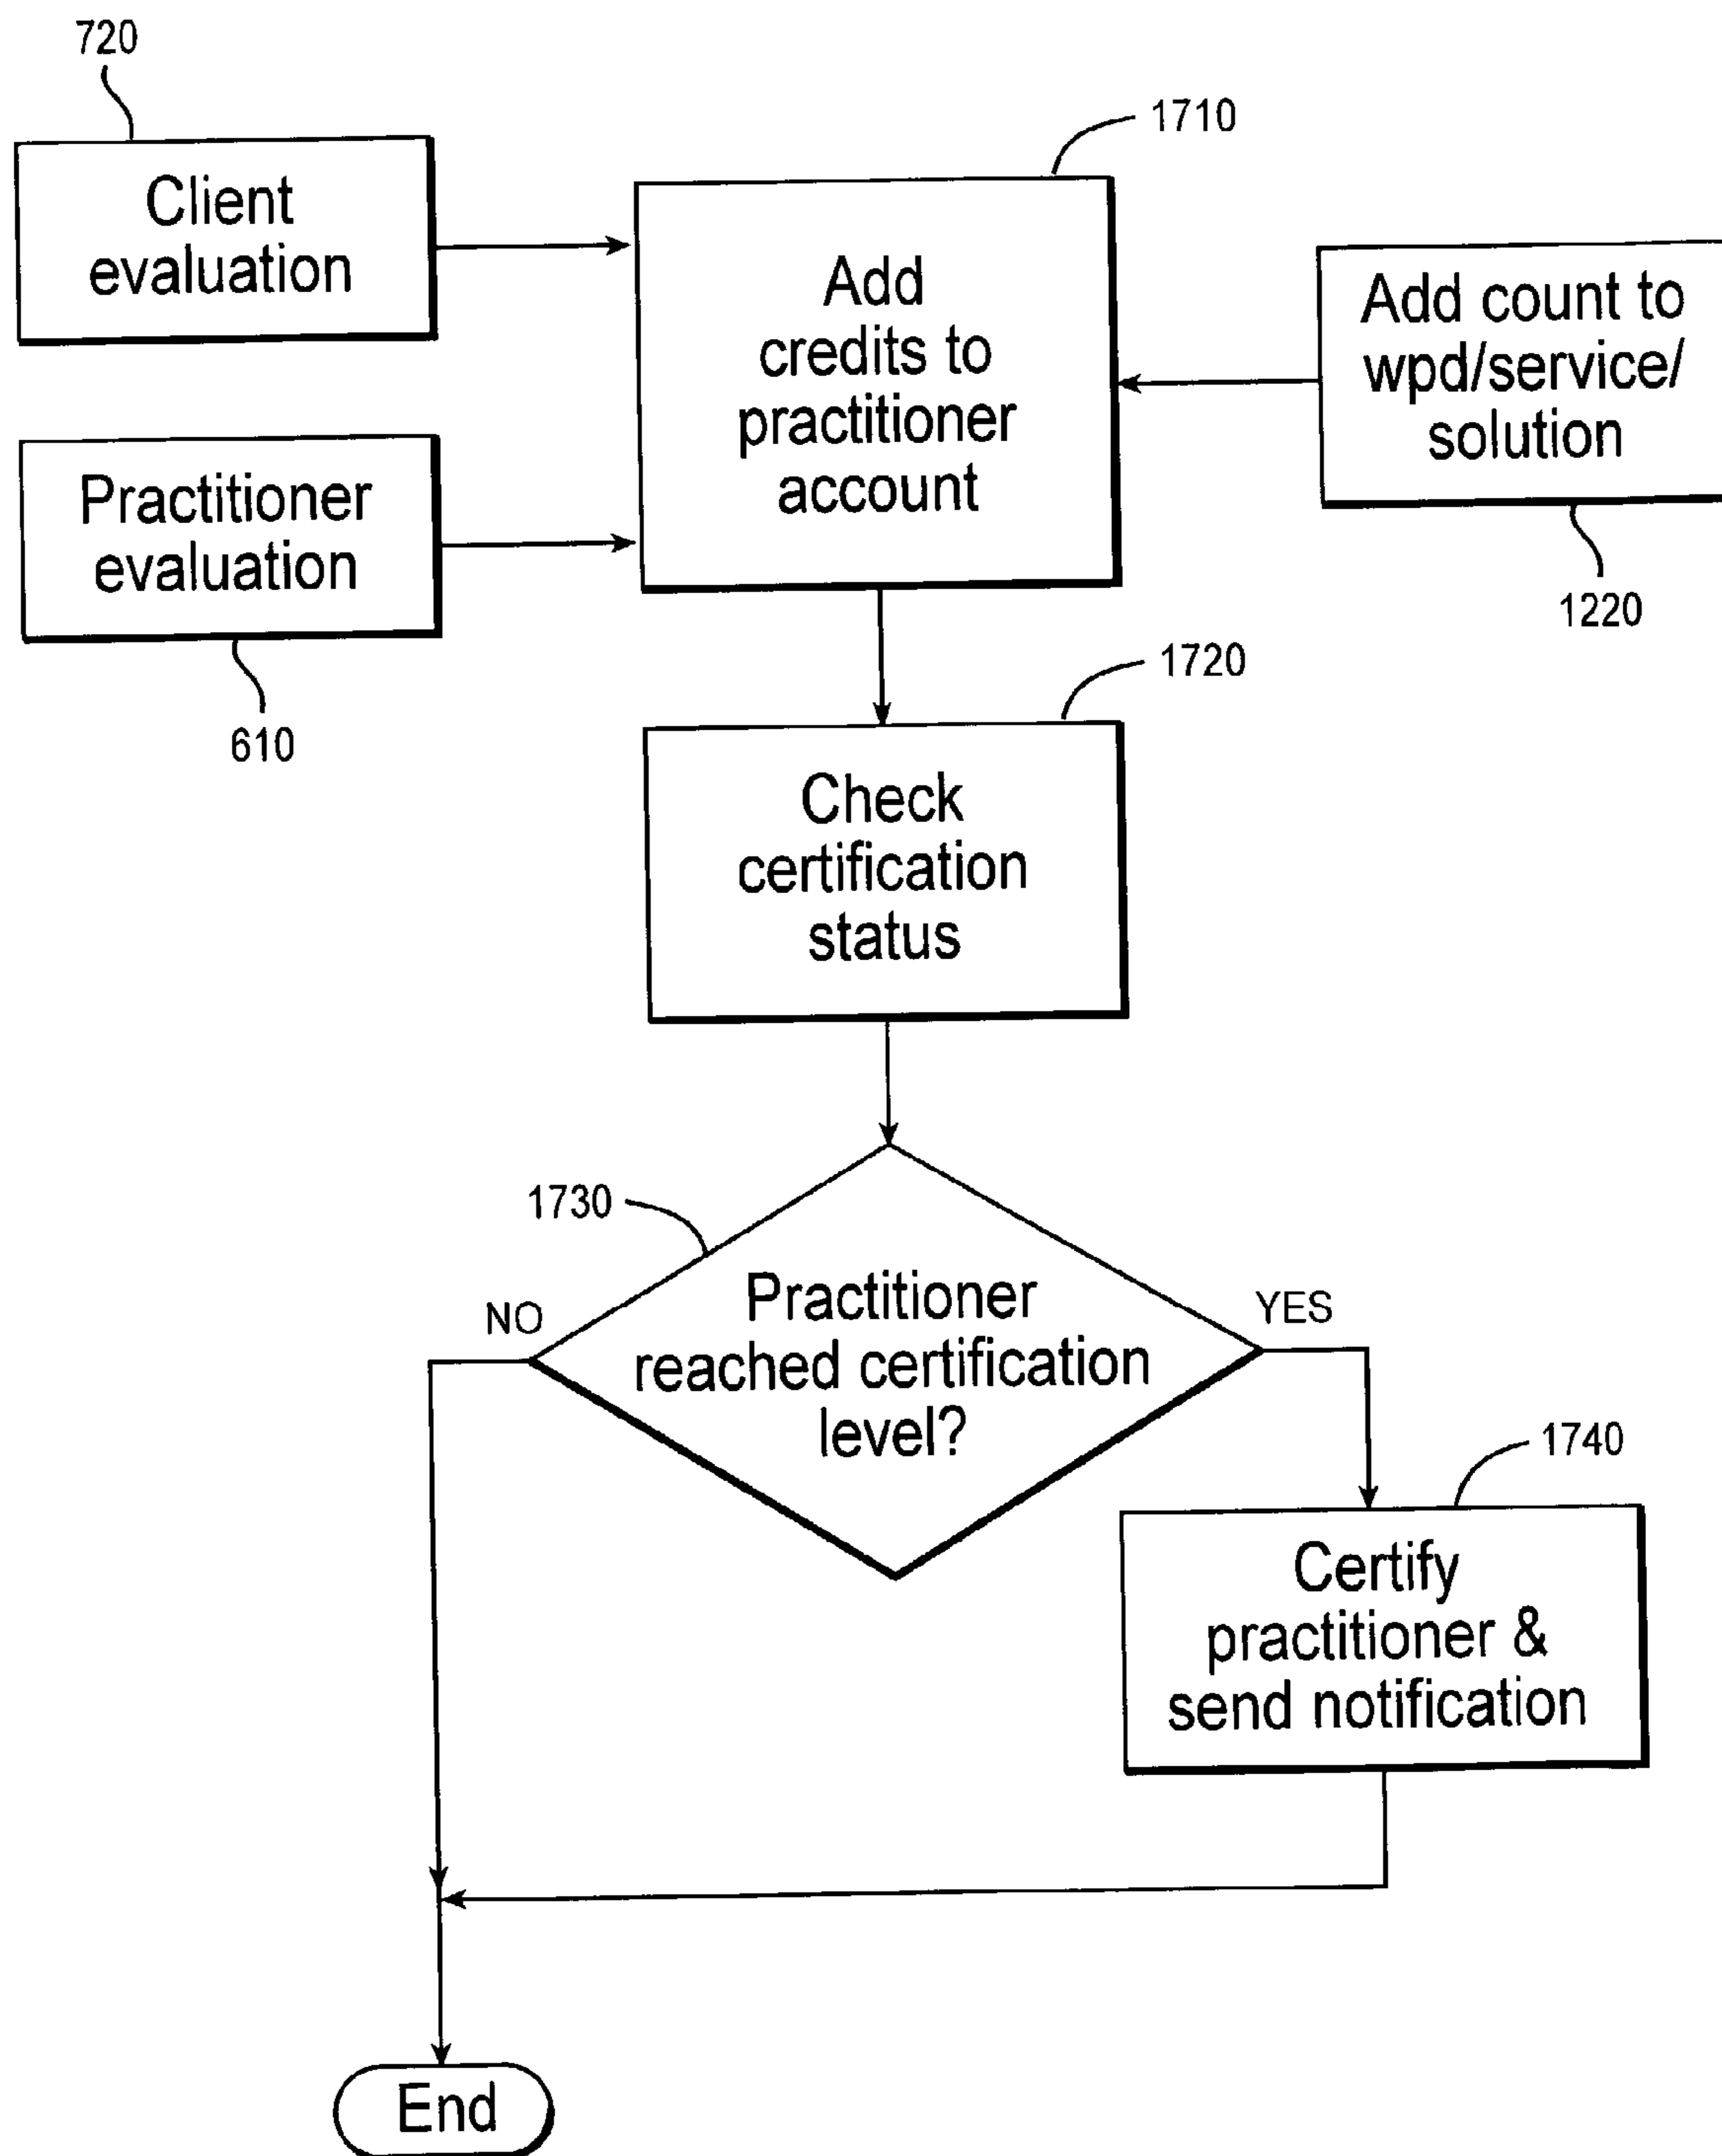 720
Client
evaluation
1710
Add
credits to
practitioner
account
Add count to
wpd/service/
solution
1220
Practitioner
evaluation
610
1720
Check
certification
status
1730
NO
YES
Practitioner
reached certification
level?
1740
Certify
practitioner &
send notification
End